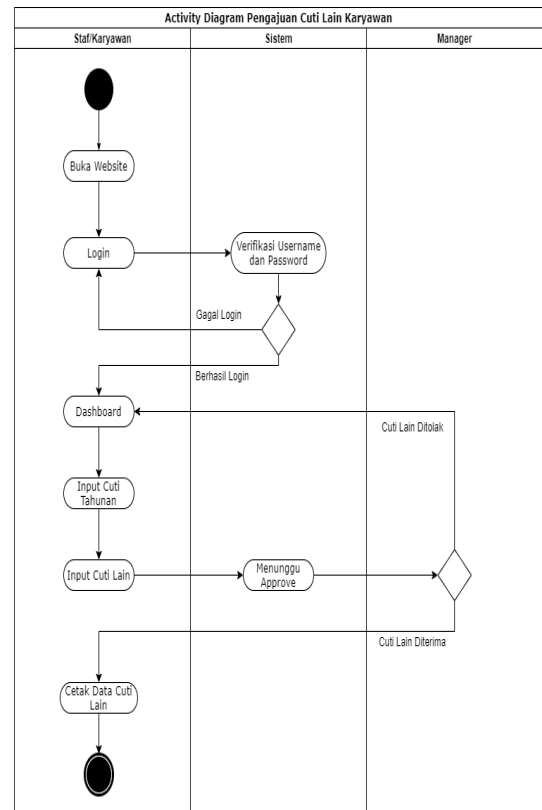 Activity Diagram Pengajuan Cuti Lain Karyawan
Staf/Karyawan
Sistem
Manager
Buka Website
Login
Verifikasi Username
dan Password
Gagal Login
Berhasil Login
Dashboard
Cuti Lain Ditolak
Input Cuti
Tahunan
Input Cuti Lain
Menunggu
Approve
Cuti Lain Diterima
Cetak Data Cuti
Lain